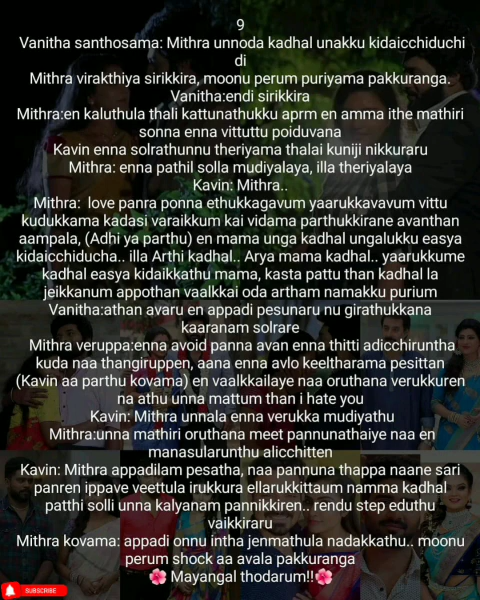 9
Vanitha santhosama: Mithra unnoda kadhal unakku kidaicchiduchi
di
Mithra virakthiya sirikkira, moonu perum puriyama pakkuranga.
Vanitha:endi sirikkira
Mithra:en kaluthula thali kattunathukku aprm en amma ithe mathiri
sonna enna vittuttu poiduvana
Kavin enna solrathunnu theriyama thalai kuniji nikkuraru
Mithra: enna pathil solla mudiyalaya, illa theriyalaya
Kavin: Mithra..
Mithra:  love panra ponna ethukkagavum yaarukkavavum vittu
kudukkama kadasi varaikkum kai vidama parthukkirane avanthan
aampala, (Adhi ya parthu) en mama unga kadhal ungalukku easya
kidaicchiducha.. illa Arthi kadhal.. Arya mama kadhal.. yaarukkume
kadhal easya kidaikkathu mama, kasta pattu than kadhal la
jeikkanum appothan vaalkkai oda artham namakku purium
Vanitha:athan avaru en appadi pesunaru nu girathukkana
kaaranam solrare
Mithra veruppa:enna avoid panna avan enna thitti adicchiruntha
kuda naa thangiruppen, aana enna avlo keeltharama pesittan
(Kavin aa parthu kovama) en vaalkkailaye naa oruthana verukkuren
na athu unna mattum than i hate you
Kavin: Mithra unnala enna verukka mudiyathu
Mithra:unna mathiri oruthana meet pannunathaiye naa en
manasularunthu alicchitten
Kavin: Mithra appadilam pesatha, naa pannuna thappa naane sari
panren ippave veettula irukkura ellarukkittaum namma kadhal
patthi solli unna kalyanam pannikkiren.. rendu step eduthu
vaikkiraru
Mithra kovama: appadi onnu intha jenmathula nadakkathu.. moonu
perum shock aa avala pakkuranga
🌸 Mayangal thodarum!!🌸
SUBSCRIBE